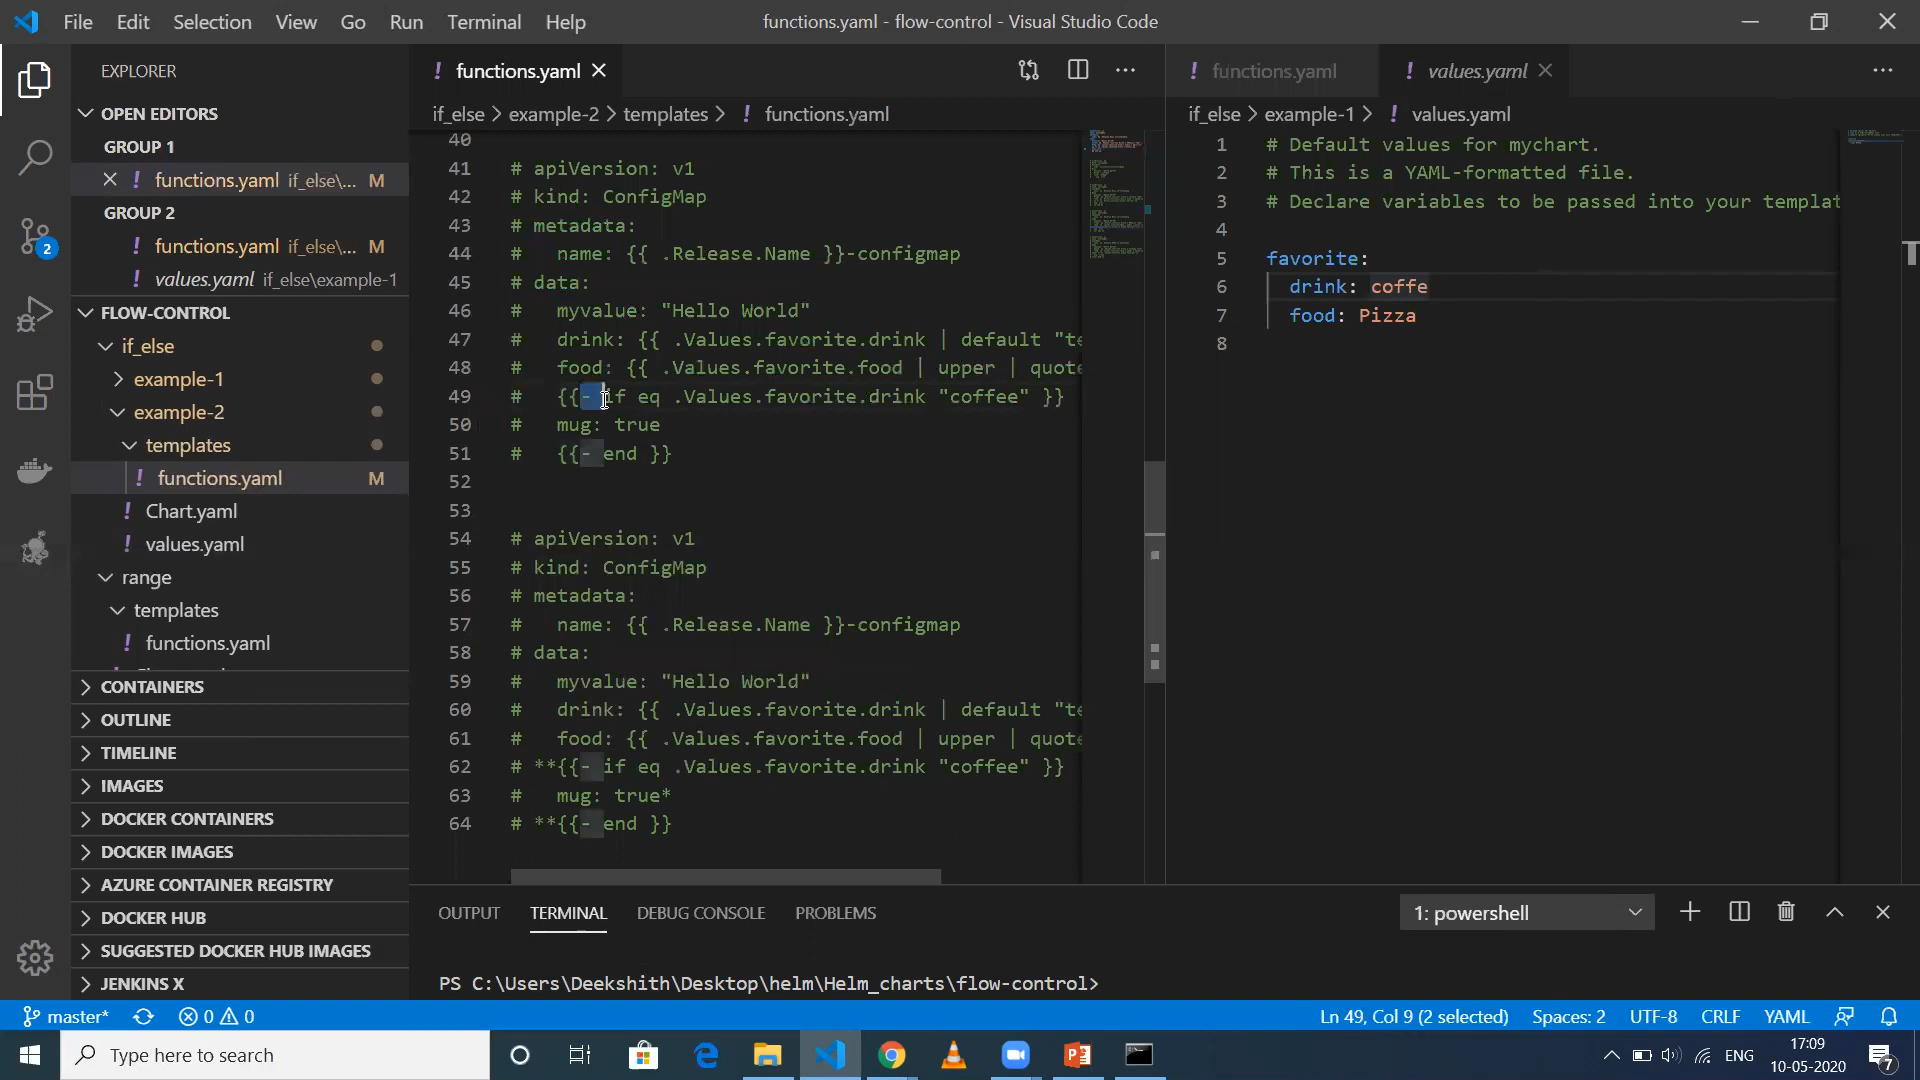 File Edit Selection View Go Run Terminal Help functions.yaml - flow-control - Visual Studio Code
EXPLORER
OPEN EDITORS
GROUP 1
functions.yaml if_else\... M
GROUP 2
functions.yaml if_else\... M
values.yaml if_else\example-1
FLOW-CONTROL
if_else
example-1
example-2
templates
functions.yaml M
Chart.yaml
values.yaml
range
templates
functions.yaml
CONTAINERS
OUTLINE
TIMELINE
IMAGES
DOCKER CONTAINERS
DOCKER IMAGES
AZURE CONTAINER REGISTRY
DOCKER HUB
SUGGESTED DOCKER HUB IMAGES
JENKINS X
2
functions.yaml
if_else > example-2 > templates > ! functions.yaml
40
41 # apiVersion: v1
42 # kind: ConfigMap
43 # metadata:
44 #   name: {{ .Release.Name }}-configmap
45 # data:
46 #   myvalue: "Hello World"
47 #   drink: {{ .Values.favorite.drink | default "te
48 #   food: {{ .Values.favorite.food | upper | quote
49 #   {{- if eq .Values.favorite.drink "coffee" }}
50 #   mug: true
51 #   {{- end }}
52
53
54 # apiVersion: v1
55 # kind: ConfigMap
56 # metadata:
57 #   name: {{ .Release.Name }}-configmap
58 # data:
59 #   myvalue: "Hello World"
60 #   drink: {{ .Values.favorite.drink | default "te
61 #   food: {{ .Values.favorite.food | upper | quote
62 # **{{- if eq .Values.favorite.drink "coffee" }}
63 #   mug: true*
64 # **{{- end }}
functions.yaml values.yaml
if_else > example-1 > ! values.yaml
1 # Default values for mychart.
2 # This is a YAML-formatted file.
3 # Declare variables to be passed into your templat
4
5 favorite:
6   drink: coffe
7   food: Pizza
8
OUTPUT TERMINAL DEBUG CONSOLE PROBLEMS 1: powershell
PS C:\Users\Deekshith\Desktop\helm\Helm_charts\flow-control>
master* 0 0 Ln 49, Col 9 (2 selected) Spaces: 2 UTF-8 CRLF YAML
Type here to search ENG 17:09
10-05-2020 7